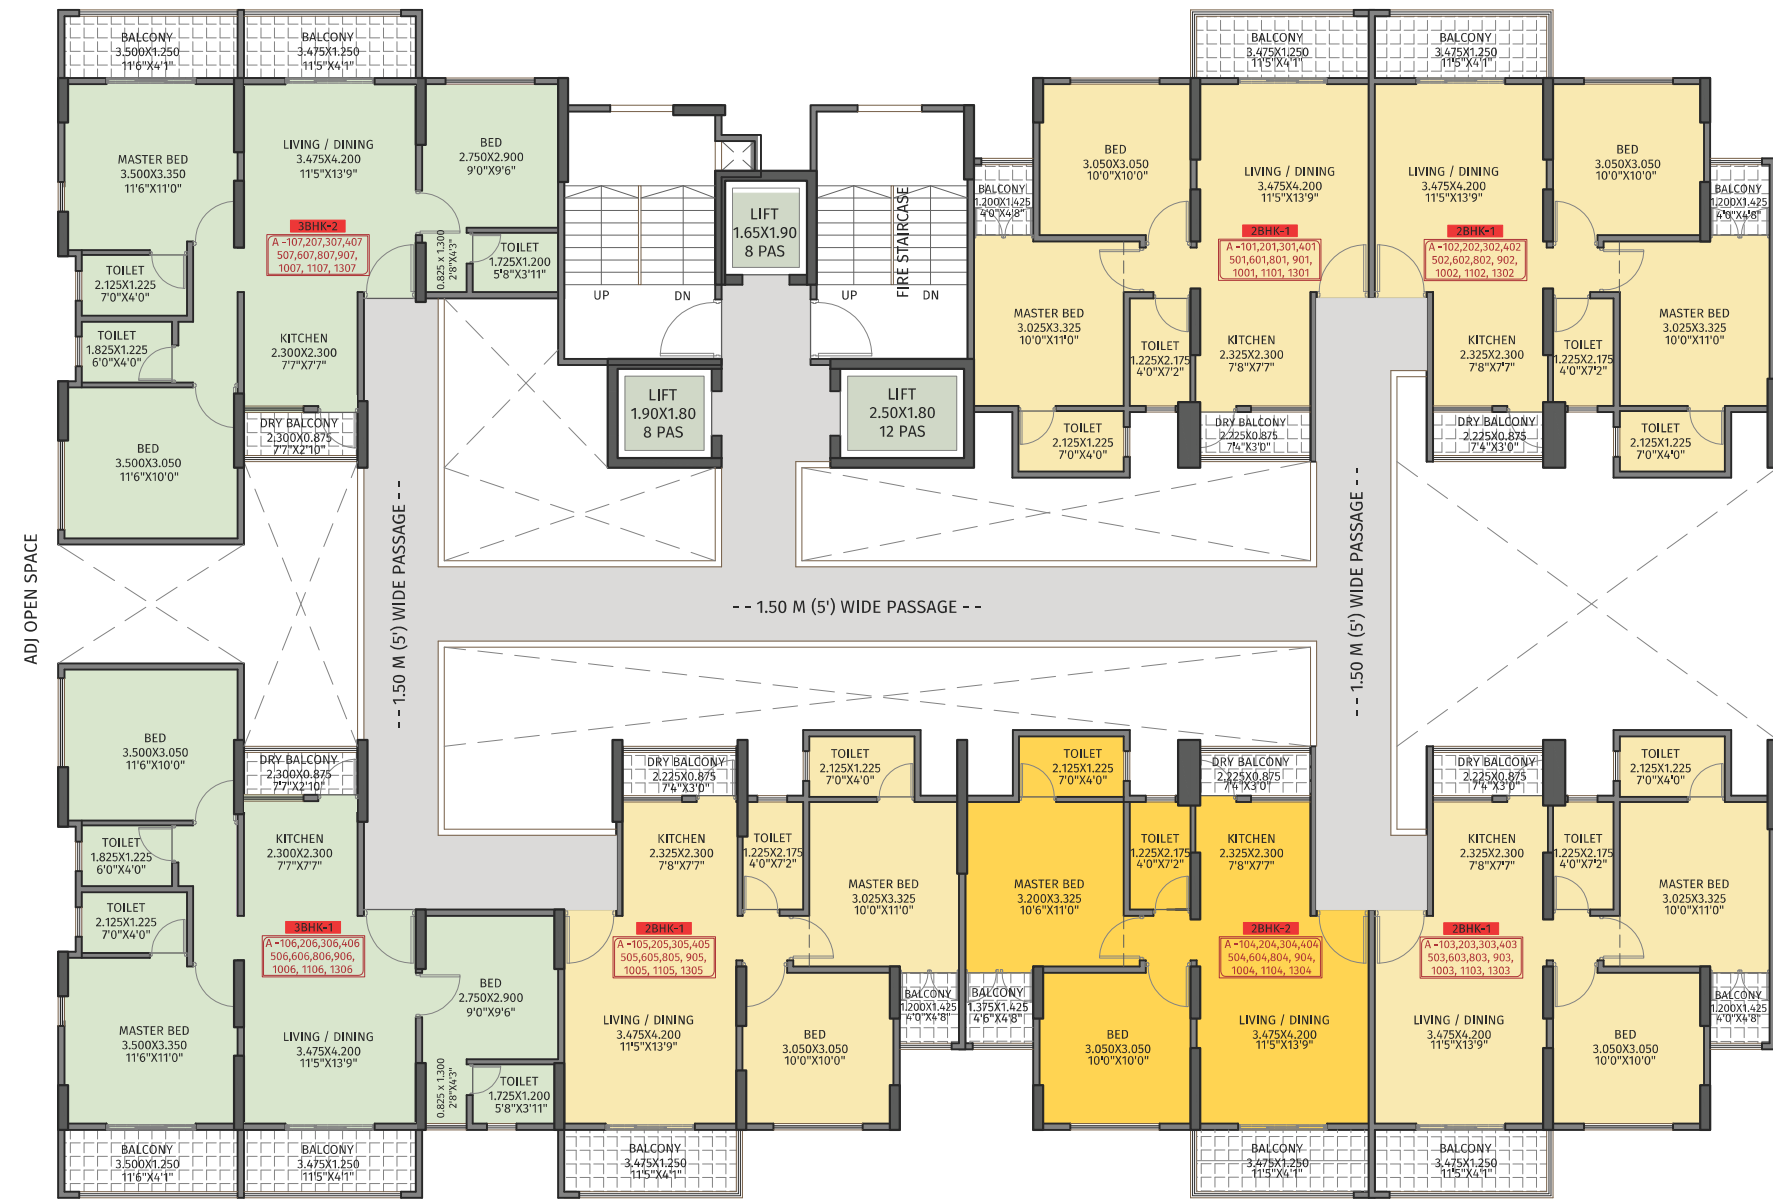 BALCONY
3.500X1.250
11'6"X4'1"
BALCONY
3.475X1.250
11'5"X4'1"
MASTER BED
3.500X3.350
11'6"X11'0"
LIVING / DINING
3.475X4.200
11'5"X13'9"
BED
2.750X2.900
9'0"X9'6"
3BHK-2
A -107,207,307,407
507,607,807,907,
1007, 1107, 1307
TOILET
2.125X1.225
7'0"X4'0"
TOILET
1.825X1.225
6'0"X4'0"
0.825 x 1.300
2'8"X4'3"
TOILET
1.725X1.200
5'8"X3'11"
KITCHEN
2.300X2.300
7'7"X7'7"
DRY BALCONY
2.300X0.875
7'7"X2'10"
BED
3.500X3.050
11'6"X10'0"
UP
DN
LIFT
1.65X1.90
8 PAS
FIRE STAIRCASE
UP
DN
LIFT
1.90X1.80
8 PAS
LIFT
2.50X1.80
12 PAS
BALCONY
3.475X1.250
11'5"X4'1"
BALCONY
3.475X1.250
11'5"X4'1"
BED
3.050X3.050
10'0"X10'0"
LIVING / DINING
3.475X4.200
11'5"X13'9"
LIVING / DINING
3.475X4.200
11'5"X13'9"
BED
3.050X3.050
10'0"X10'0"
BALCONY
1.200X1.425
4'0"X4'8"
BALCONY
1.200X1.425
4'0"X4'8"
2BHK-1
A -101,201,301,401
501,601,801, 901,
1001, 1101, 1301
2BHK-1
A -102,202,302,402
502,602,802, 902,
1002, 1102, 1302
MASTER BED
3.025X3.325
10'0"X11'0"
TOILET
1.225X2.175
4'0"X7'2"
KITCHEN
2.325X2.300
7'8"X7'7"
KITCHEN
2.325X2.300
7'8"X7'7"
TOILET
1.225X2.175
4'0"X7'2"
MASTER BED
3.025X3.325
10'0"X11'0"
TOILET
2.125X1.225
7'0"X4'0"
DRY BALCONY
2.225X0.875
7'4"X3'0"
DRY BALCONY
2.225X0.875
7'4"X3'0"
TOILET
2.125X1.225
7'0"X4'0"
ADJ OPEN SPACE
-- 1.50 M (5') WIDE PASSAGE --
-- 1.50 M (5') WIDE PASSAGE --
-- 1.50 M (5') WIDE PASSAGE --
BED
3.500X3.050
11'6"X10'0"
DRY BALCONY
2.300X0.875
7'7"X2'10"
TOILET
1.825X1.225
6'0"X4'0"
KITCHEN
2.300X2.300
7'7"X7'7"
TOILET
2.125X1.225
7'0"X4'0"
3BHK-1
A -106,206,306,406
506,606,806,906,
1006, 1106, 1306
MASTER BED
3.500X3.350
11'6"X11'0"
LIVING / DINING
3.475X4.200
11'5"X13'9"
BED
2.750X2.900
9'0"X9'6"
0.825 x 1.300
2'8"X4'3"
TOILET
1.725X1.200
5'8"X3'11"
BALCONY
3.500X1.250
11'6"X4'1"
BALCONY
3.475X1.250
11'5"X4'1"
DRY BALCONY
2.225X0.875
7'4"X3'0"
TOILET
2.125X1.225
7'0"X4'0"
KITCHEN
2.325X2.300
7'8"X7'7"
TOILET
1.225X2.175
4'0"X7'2"
MASTER BED
3.025X3.325
10'0"X11'0"
2BHK-1
A -105,205,305,405
505,605,805, 905,
1005, 1105, 1305
LIVING / DINING
3.475X4.200
11'5"X13'9"
BED
3.050X3.050
10'0"X10'0"
BALCONY
1.200X1.425
4'0"X4'8"
BALCONY
3.475X1.250
11'5"X4'1"
TOILET
2.125X1.225
7'0"X4'0"
DRY BALCONY
2.225X0.875
7'4"X3'0"
MASTER BED
3.200X3.325
10'6"X11'0"
TOILET
1.225X2.175
4'0"X7'2"
KITCHEN
2.325X2.300
7'8"X7'7"
2BHK-2
A -104,204,304,404
504,604,804, 904,
1004, 1104, 1304
BALCONY
1.375X1.425
4'6"X4'8"
BED
3.050X3.050
10'0"X10'0"
LIVING / DINING
3.475X4.200
11'5"X13'9"
BALCONY
3.475X1.250
11'5"X4'1"
DRY BALCONY
2.225X0.875
7'4"X3'0"
TOILET
2.125X1.225
7'0"X4'0"
KITCHEN
2.325X2.300
7'8"X7'7"
TOILET
1.225X2.175
4'0"X7'2"
MASTER BED
3.025X3.325
10'0"X11'0"
2BHK-1
A -103,203,303,403
503,603,803, 903,
1003, 1103, 1303
LIVING / DINING
3.475X4.200
11'5"X13'9"
BED
3.050X3.050
10'0"X10'0"
BALCONY
1.200X1.425
4'0"X4'8"
BALCONY
3.475X1.250
11'5"X4'1"